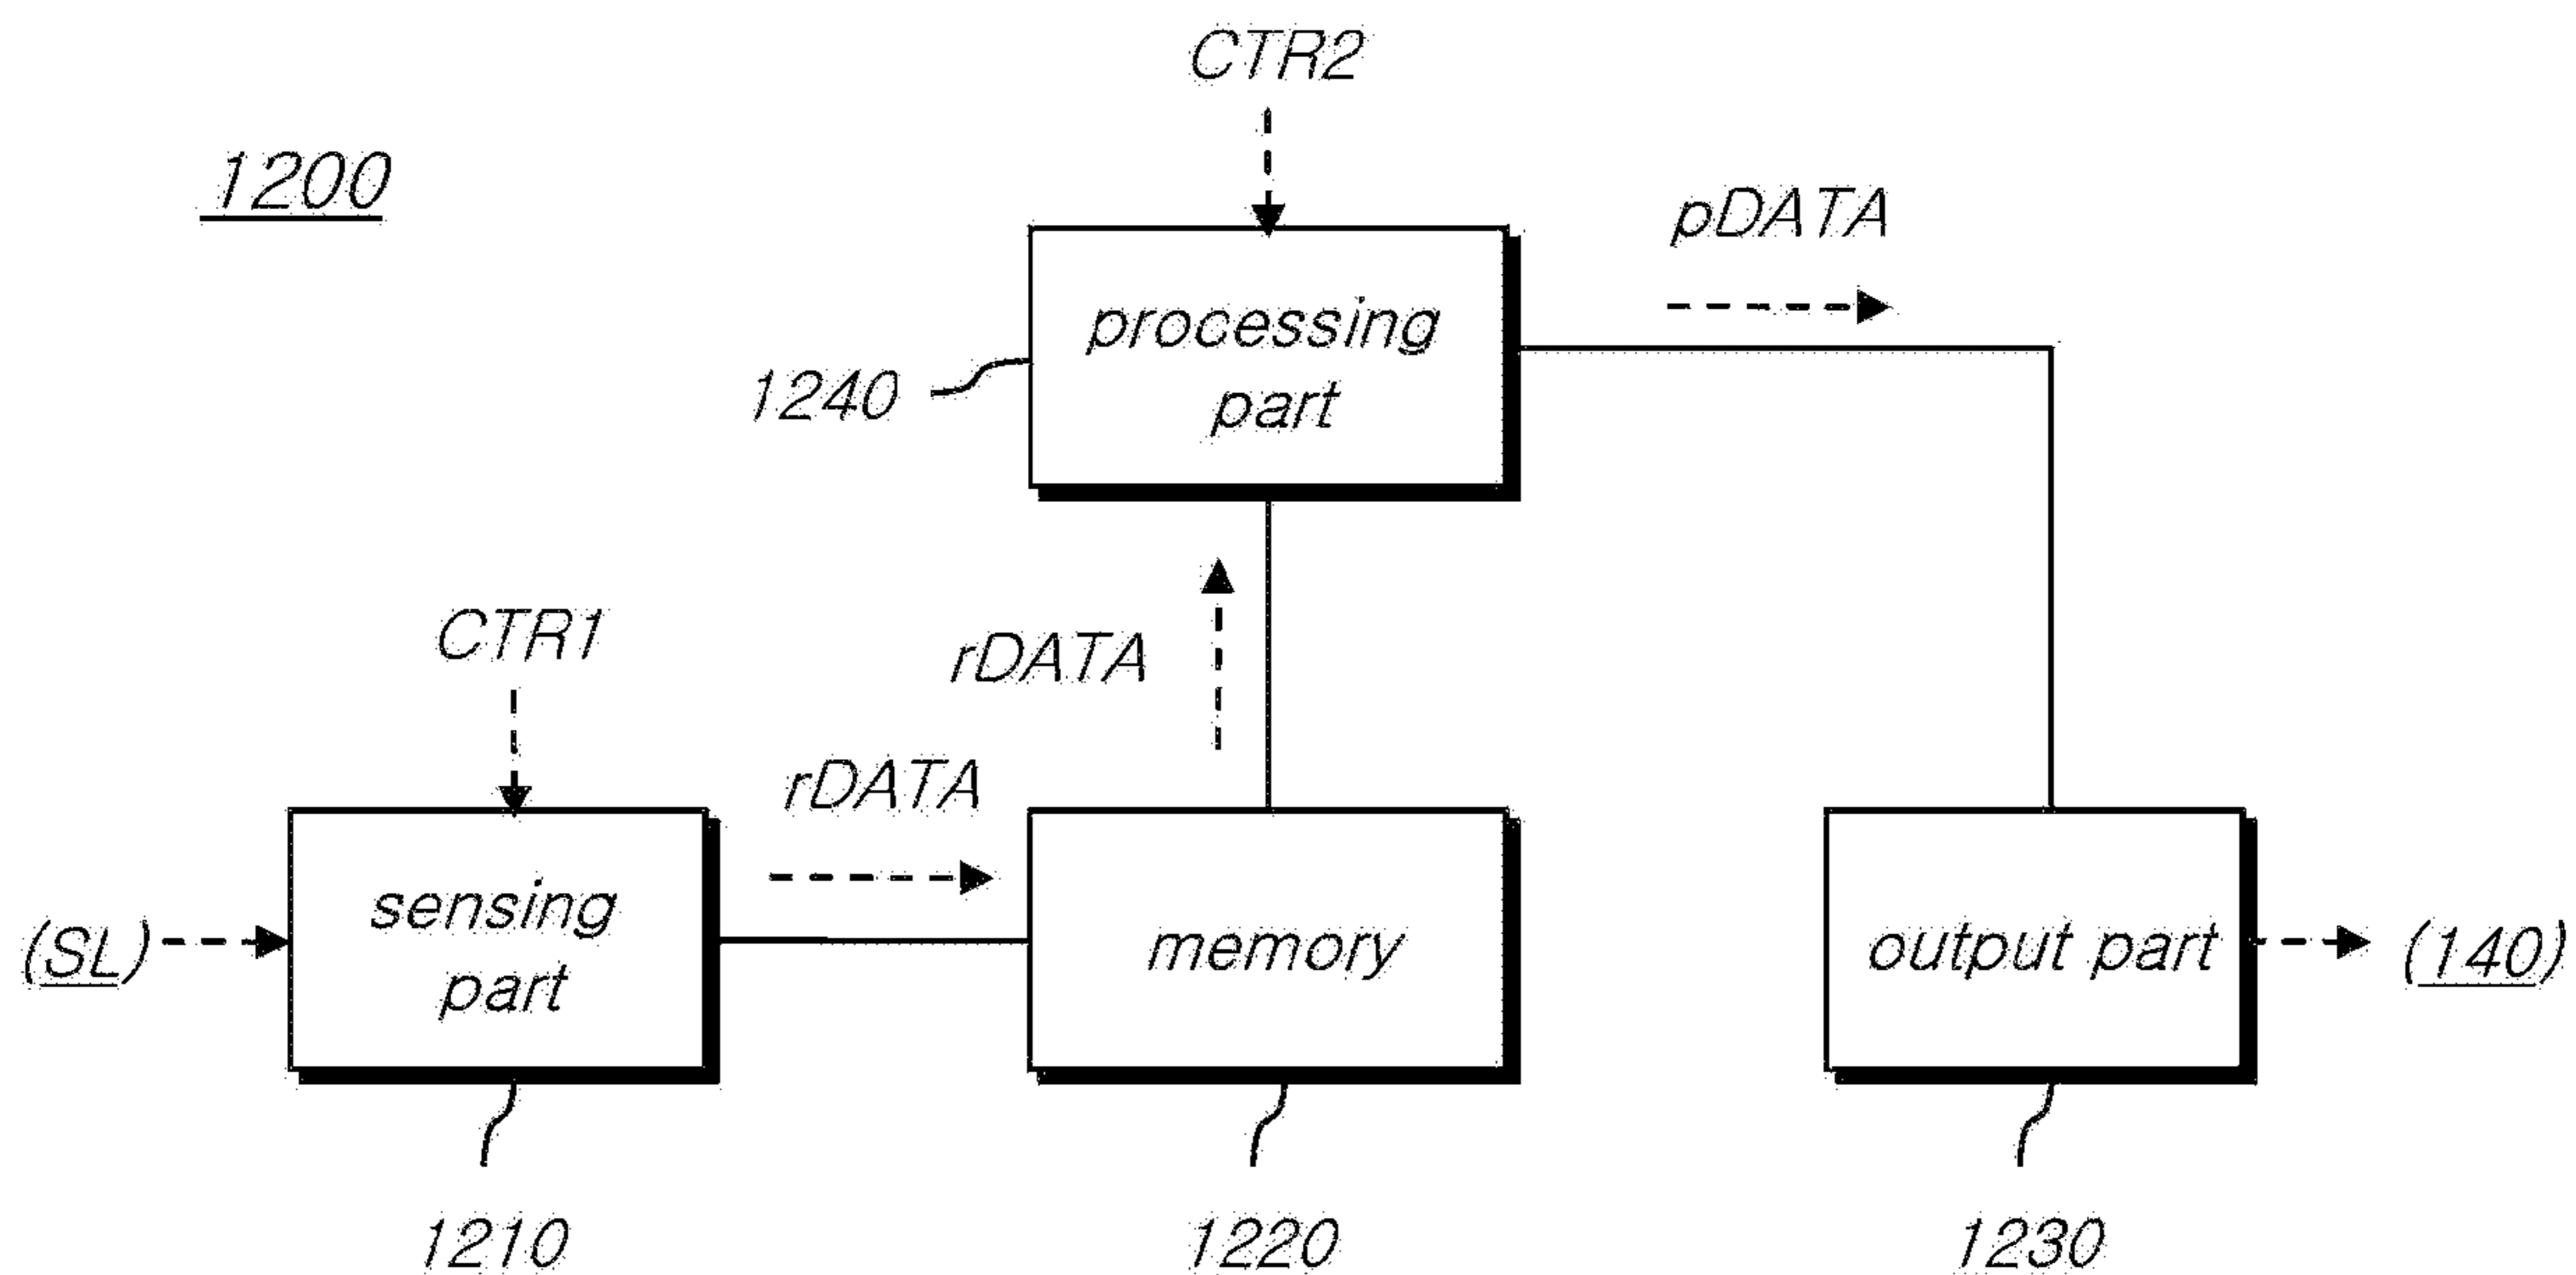 CTR2
1200
pDATA
processing
part
1240
CTR1
rDATA
rDATA
sensing
part
(SL)
memory
output part
(140)
1210
1220
1230